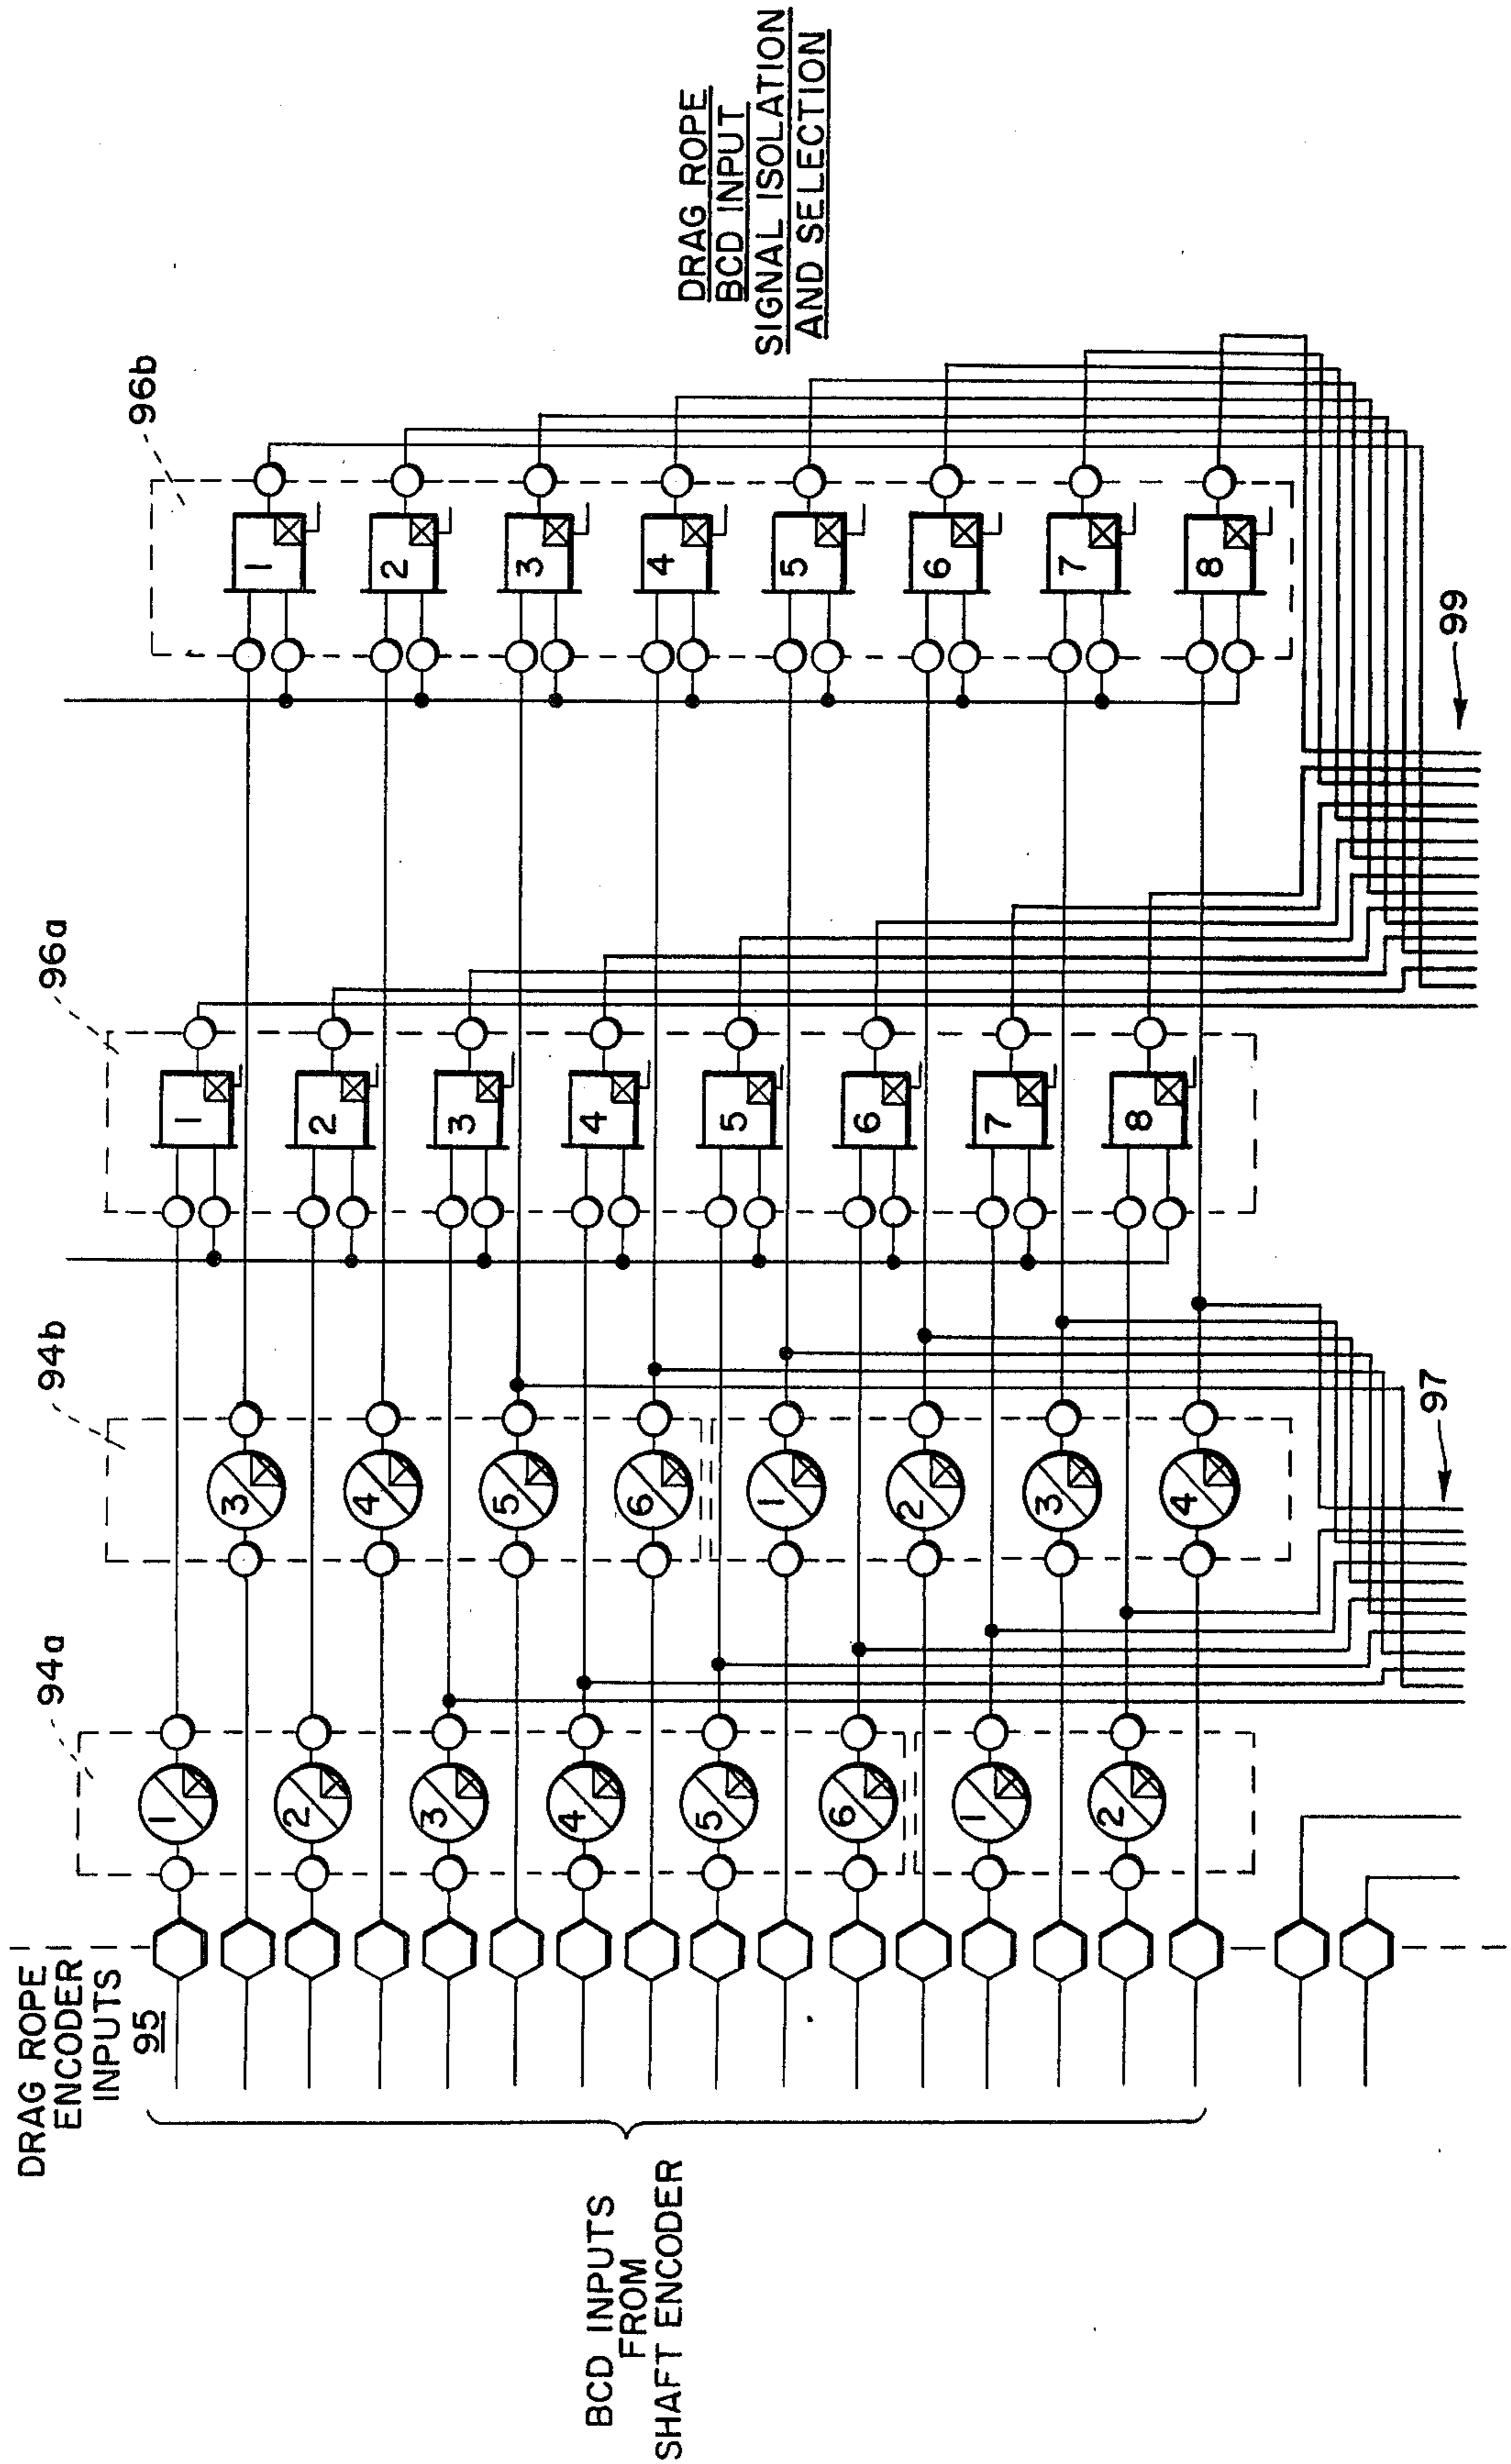 DRAG ROPE
ENCODER
INPUTS
95
BCD INPUTS
FROM
SHAFT ENCODER
94a
1
2
3
4
5
6
1
2
94b
3
4
5
6
1
2
3
4
97
96a
1
2
3
4
5
6
7
8
96b
1
2
3
4
5
6
7
8
99
DRAG ROPE
BCD INPUT
SIGNAL ISOLATION
AND SELECTION